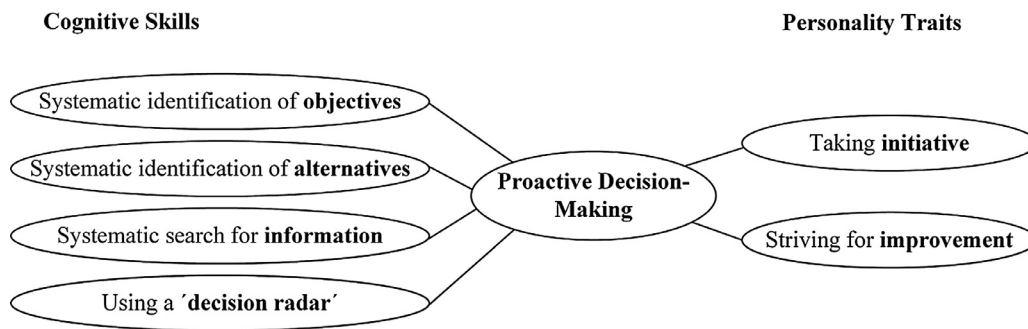 Cognitive Skills
Personality Traits
Systematic identification of objectives
Systematic identification of alternatives
Systematic search for information
Using a ´decision radar´
Proactive Decision-
Making
Taking initiative
Striving for improvement